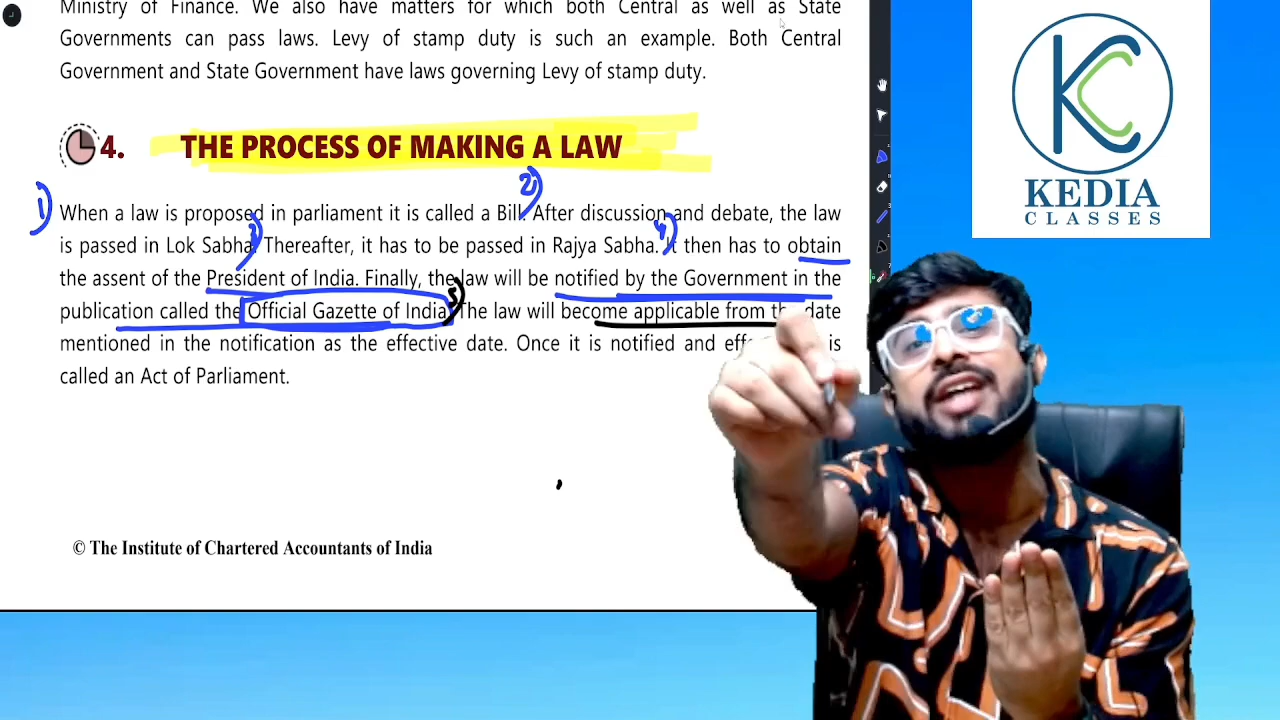 Ministry of Finance. We also have matters for which both Central as well as State
Governments can pass laws. Levy of stamp duty is such an example. Both Central
Government and State Government have laws governing Levy of stamp duty.
4. THE PROCESS OF MAKING A LAW
1)
2)
When a law is proposed in parliament it is called a Bill. After discussion and debate, the law
3)
4)
is passed in Lok Sabha. Thereafter, it has to be passed in Rajya Sabha. It then has to obtain
the assent of the President of India. Finally, the law will be notified by the Government in the
5)
publication called the Official Gazette of India. The law will become applicable from the date
mentioned in the notification as the effective date. Once it is notified and is
called an Act of Parliament.
© The Institute of Chartered Accountants of India
KC
KEDIA
CLASSES